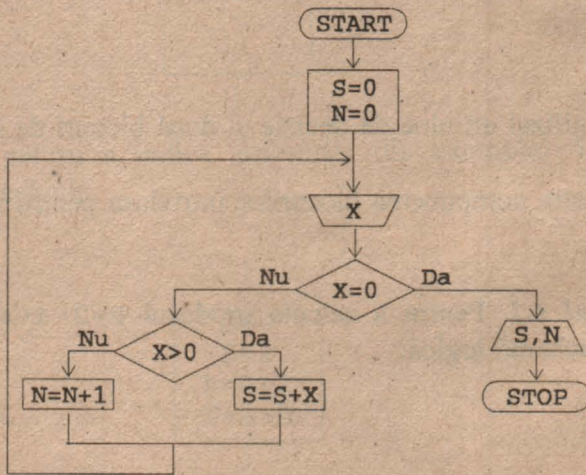 START
S=0
N=0
X
Nu
X=0
Da
Nu
X>0
Da
S,N
N=N+1
S=S+X
STOP